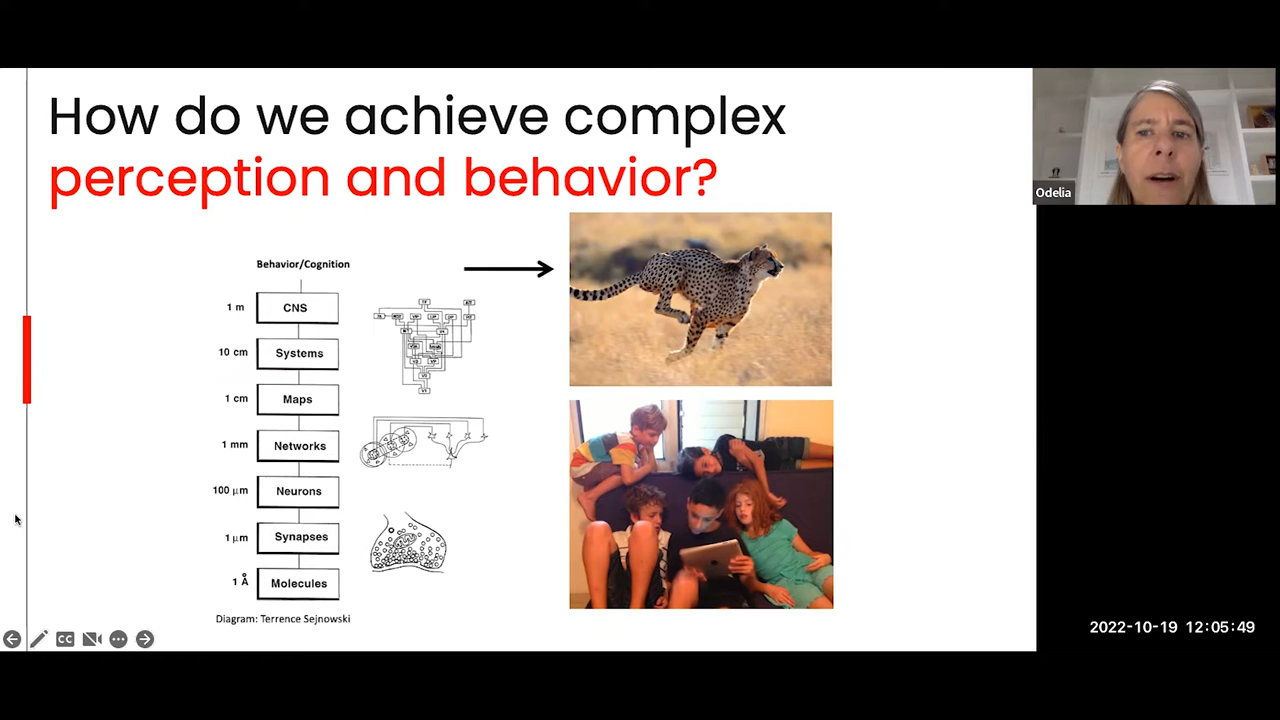 How do we achieve complex
perception and behavior?
Odelia
Behavior/Cognition
1 m
CNS
10 cm
Systems
1 cm
Maps
1 mm
Networks
100 µm
Neurons
1 µm
Synapses
1 Å
Molecules
Diagram: Terrence Sejnowski
CC
2022-10-19 12:05:49